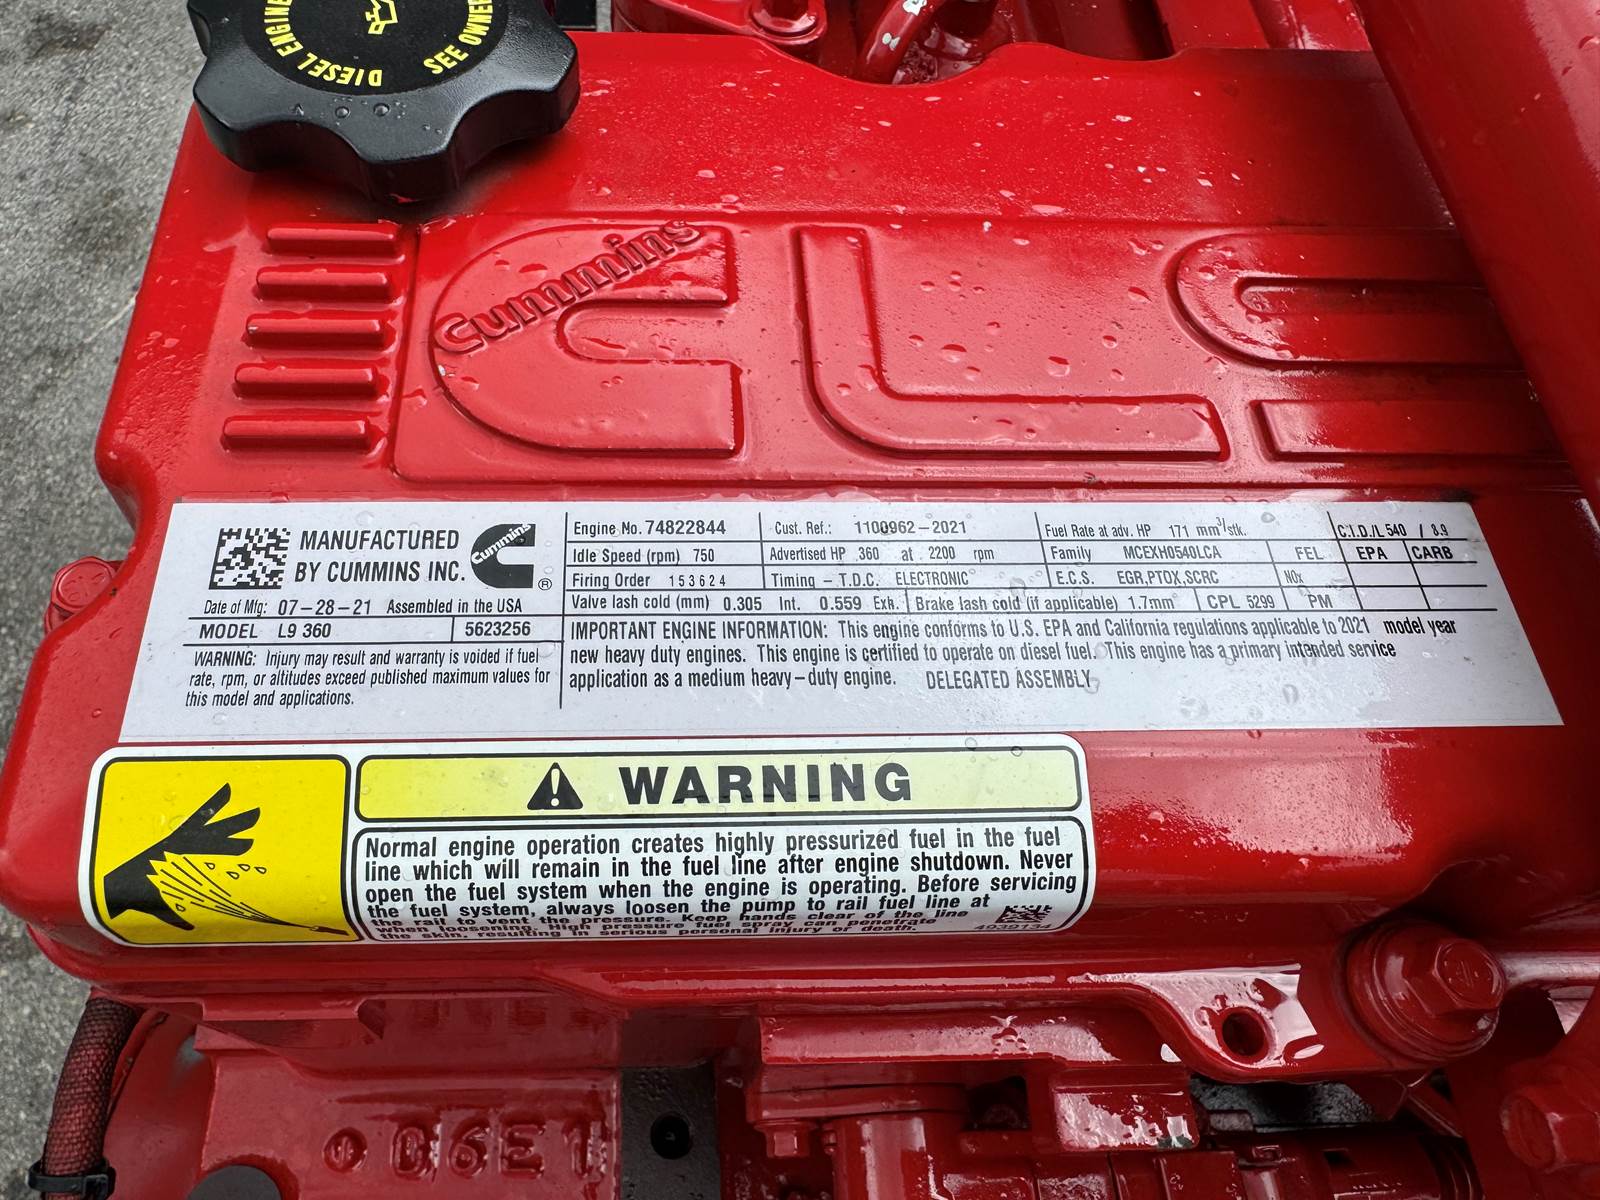 DIESEL ENGINE
SEE OWNER
Cummins
CLS
MANUFACTURED
BY CUMMINS INC.
Cummins
®
Date of Mfg: 07-28-21 Assembled in the USA
MODEL L9 360 5623256
WARNING: Injury may result and warranty is voided if fuel
rate, rpm, or altitudes exceed published maximum values for
this model and applications.
Engine No. 74822844 Cust. Ref.: 1100962-2021 Fuel Rate at adv. HP 171 mm³/stk. C.I.D./L 540 / 8.9
Idle Speed (rpm) 750 Advertised HP 360 at 2200 rpm Family MCEXH0540LCA FEL EPA CARB
Firing Order 153624 Timing - T.D.C. ELECTRONIC E.C.S. EGR,PTOX,SCRC NOx
Valve lash cold (mm) 0.305 Int. 0.559 Exh. Brake lash cold (if applicable) 1.7mm CPL 5299 PM
IMPORTANT ENGINE INFORMATION: This engine conforms to U.S. EPA and California regulations applicable to 2021 model year
new heavy duty engines. This engine is certified to operate on diesel fuel. This engine has a primary intended service
application as a medium heavy-duty engine. DELEGATED ASSEMBLY
WARNING
Normal engine operation creates highly pressurized fuel in the fuel
line which will remain in the fuel line after engine shutdown. Never
open the fuel system when the engine is operating. Before servicing
the fuel system, always loosen the pump to rail fuel line at
the rail to vent the pressure. Keep hands clear of the line
when loosening. High pressure fuel spray can penetrate
the skin, resulting in serious personal injury or death.
4939134